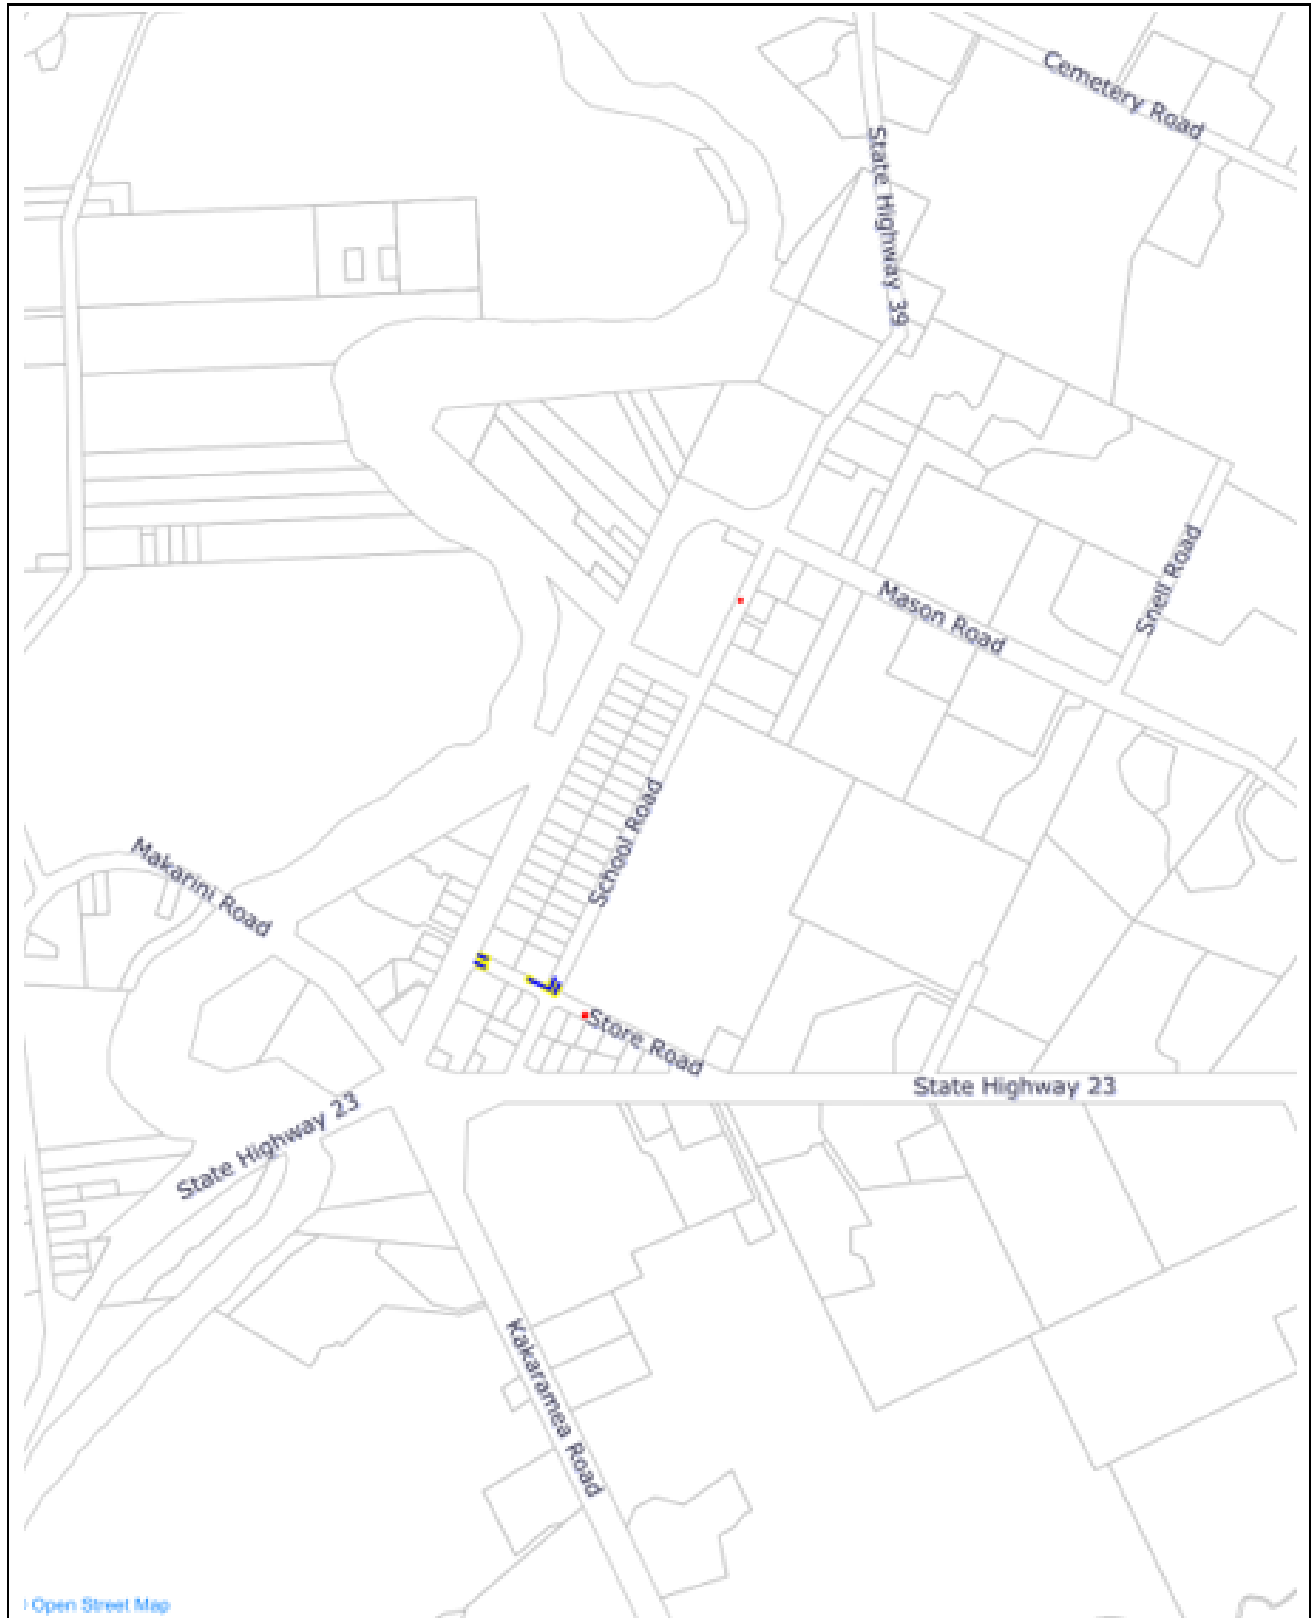 Cemetery Road
State Highway 39
Mason Road
Snell Road
School Road
Makarini Road
Store Road
State Highway 23
State Highway 23
Kakaramea Road
Open Street Map